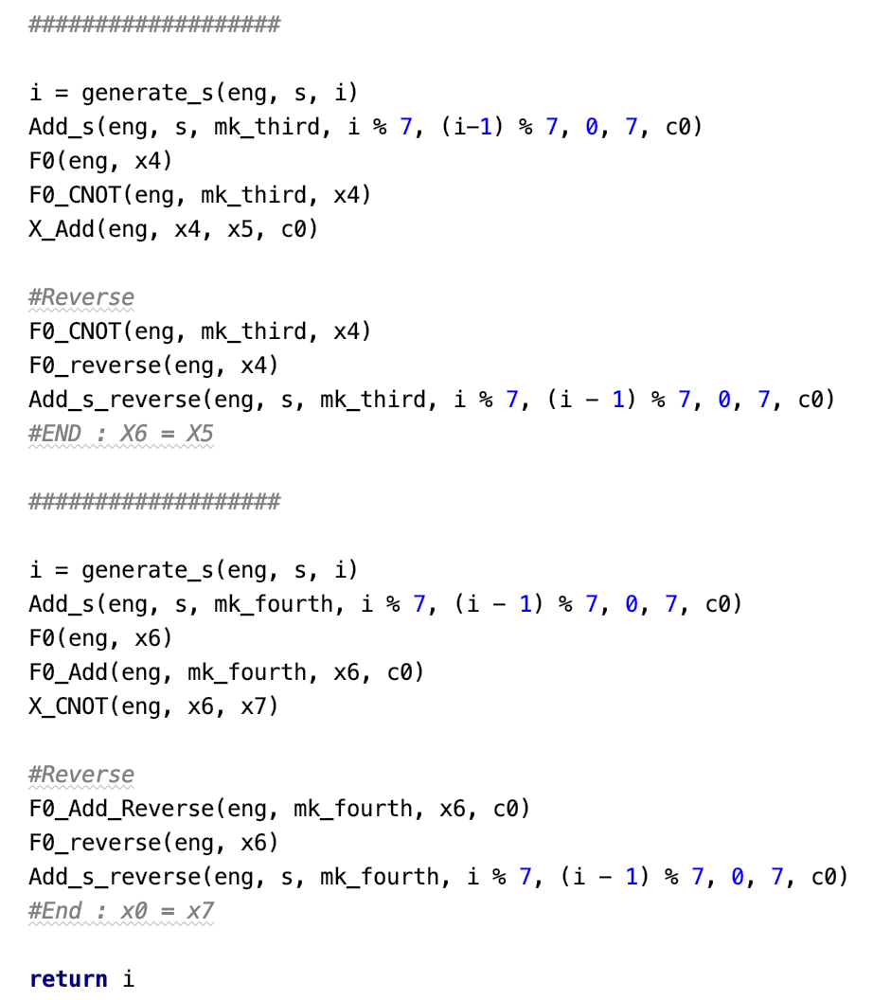 ###################
i = generate_s(eng, s, i)
Add_s(eng, s, mk_third, i % 7, (i-1) % 7, 0, 7, c0)
F0(eng, x4)
F0_CNOT(eng, mk_third, x4)
X_Add(eng, x4, x5, c0)
#Reverse
F0_CNOT(eng, mk_third, x4)
F0_reverse(eng, x4)
Add_s_reverse(eng, s, mk_third, i % 7, (i - 1) % 7, 0, 7, c0)
#END : X6 = X5
###################
i = generate_s(eng, s, i)
Add_s(eng, s, mk_fourth, i % 7, (i - 1) % 7, 0, 7, c0)
F0(eng, x6)
F0_Add(eng, mk_fourth, x6, c0)
X_CNOT(eng, x6, x7)
#Reverse
F0_Add_Reverse(eng, mk_fourth, x6, c0)
F0_reverse(eng, x6)
Add_s_reverse(eng, s, mk_fourth, i % 7, (i - 1) % 7, 0, 7, c0)
#End : x0 = x7
return i